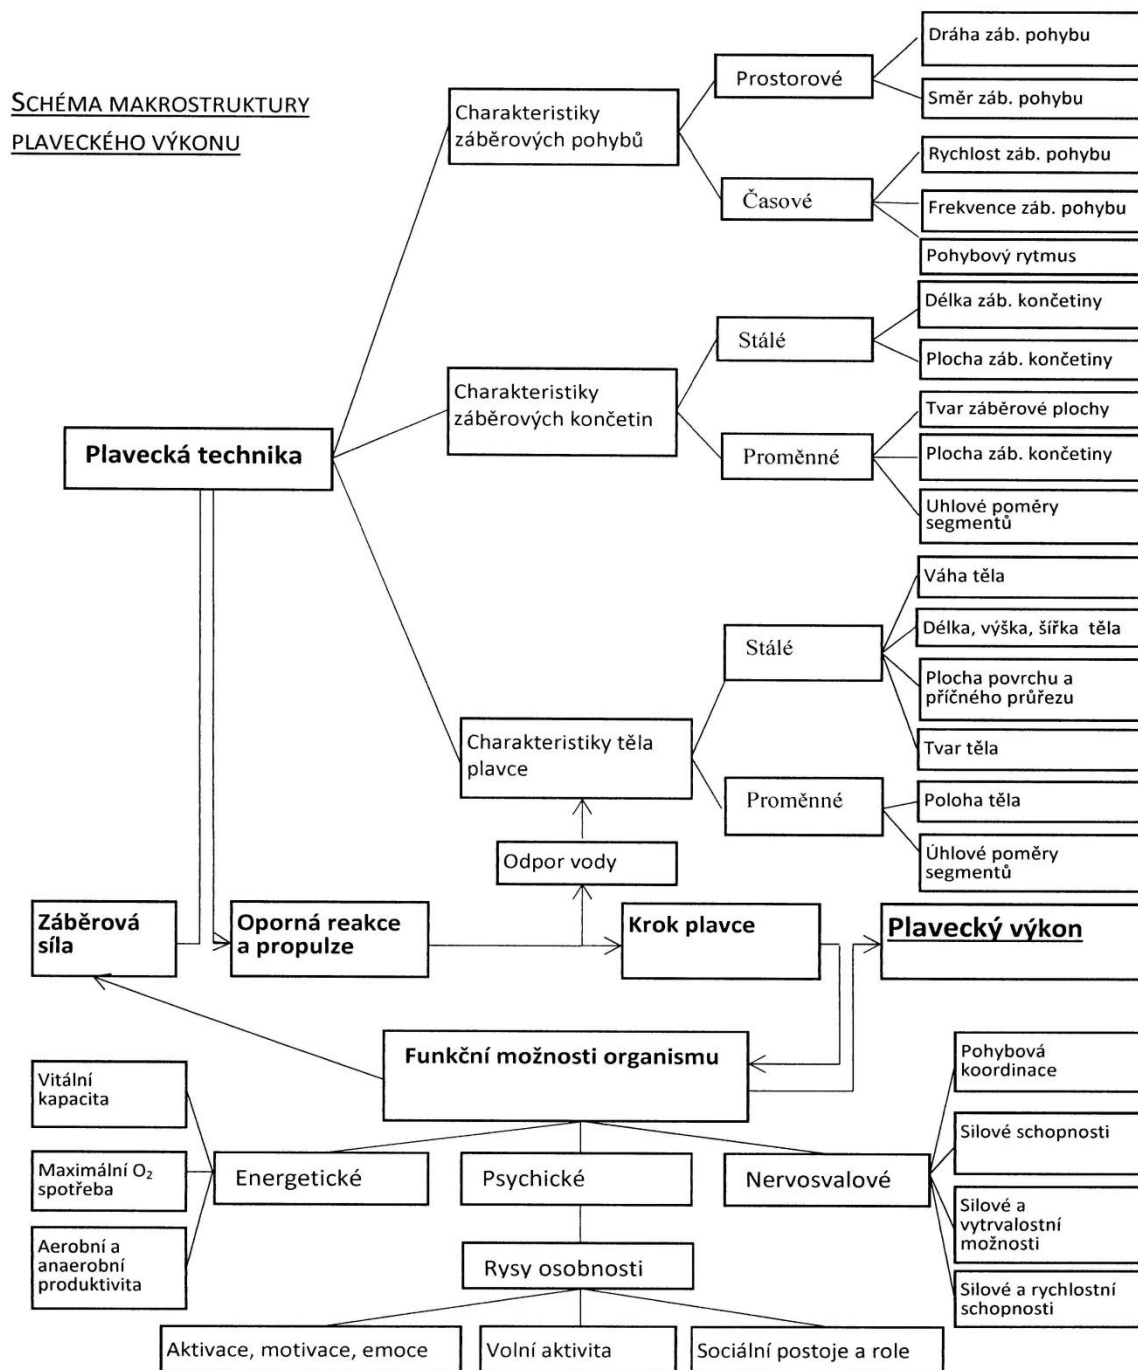 SCHÉMA MAKROSTRUKTURY
PLAVECKÉHO VÝKONU
Charakteristiky
záběrových pohybů
Prostorové
Dráha záb. pohybu
Směr záb. pohybu
Časové
Rychlost záb. pohybu
Frekvence záb. pohybu
Pohybový rytmus
Plavecká technika
Charakteristiky
záběrových končetin
Stálé
Délka záb. končetiny
Plocha záb. končetiny
Proměnné
Tvar záběrové plochy
Plocha záb. končetiny
Uhlové poměry
segmentů
Charakteristiky těla
plavce
Stálé
Váha těla
Délka, výška, šířka těla
Plocha povrchu a
příčného průřezu
Tvar těla
Proměnné
Poloha těla
Úhlové poměry
segmentů
Odpor vody
Záběrová
síla
Oporná reakce
a propulze
Krok plavce
Plavecký výkon
Funkční možnosti organismu
Vitální
kapacita
Maximální O₂
spotřeba
Aerobní a
anaerobní
produktivita
Energetické
Psychické
Nervosvalové
Pohybová
koordinace
Silové schopnosti
Silové a
vytrvalostní
možnosti
Silové a rychlostní
schopnosti
Rysy osobnosti
Aktivace, motivace, emoce
Volní aktivita
Sociální postoje a role